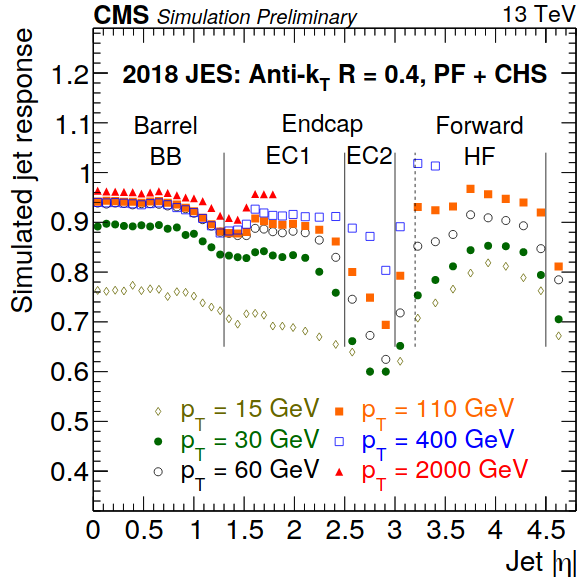 CMS Simulation Preliminary 13 TeV
2018 JES: Anti-kT R = 0.4, PF + CHS
Barrel Endcap Forward
BB EC1 EC2 HF
Simulated jet response
1.2
1.1
1
0.9
0.8
0.7
0.6
0.5
0.4
pT = 15 GeV pT = 110 GeV
pT = 30 GeV pT = 400 GeV
pT = 60 GeV pT = 2000 GeV
0 0.5 1 1.5 2 2.5 3 3.5 4 4.5
Jet |η|